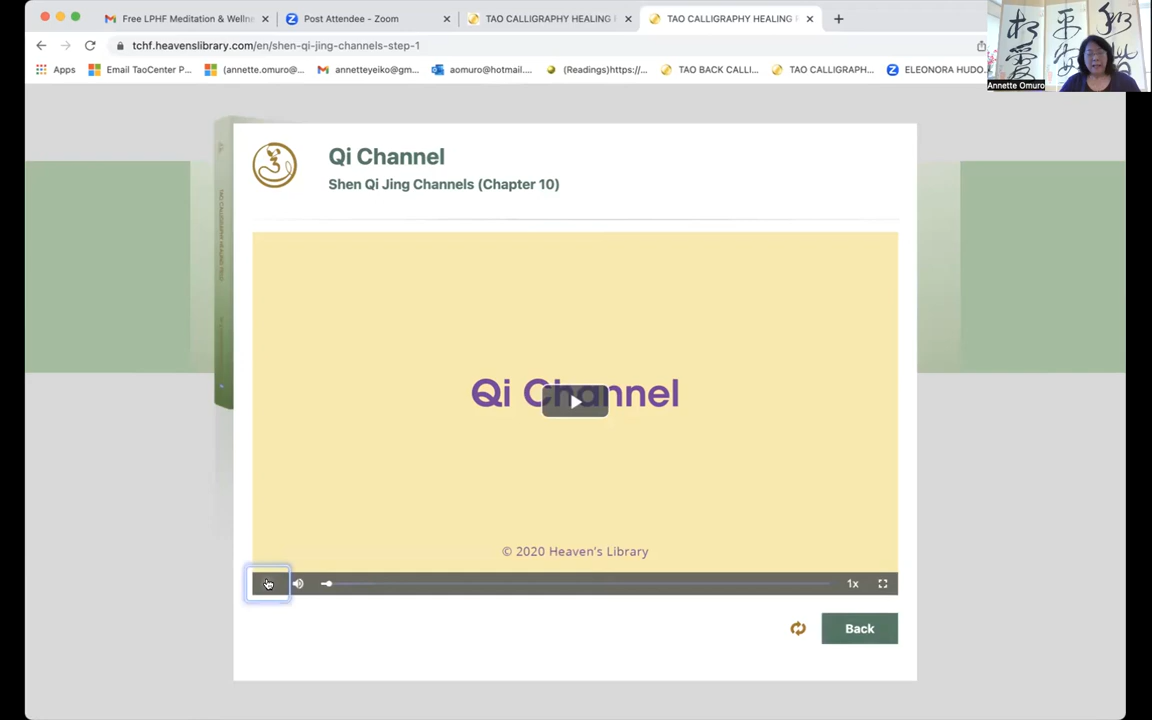 Free LPHF Meditation & Wellne
Post Attendee - Zoom
TAO CALLIGRAPHY HEALING
TAO CALLIGRAPHY HEALING
tchf.heavenslibrary.com/en/shen-qi-jing-channels-step-1
Apps
Email TaoCenter P...
(annette.omuro@...
annetteyeiko@gm...
aomuro@hotmail....
(Readings)https://...
TAO BACK CALLI...
TAO CALLIGRAPH...
ELEONORA HUDO...
Annette Omuro
Qi Channel
Shen Qi Jing Channels (Chapter 10)
Qi Channel
© 2020 Heaven's Library
1x
Back